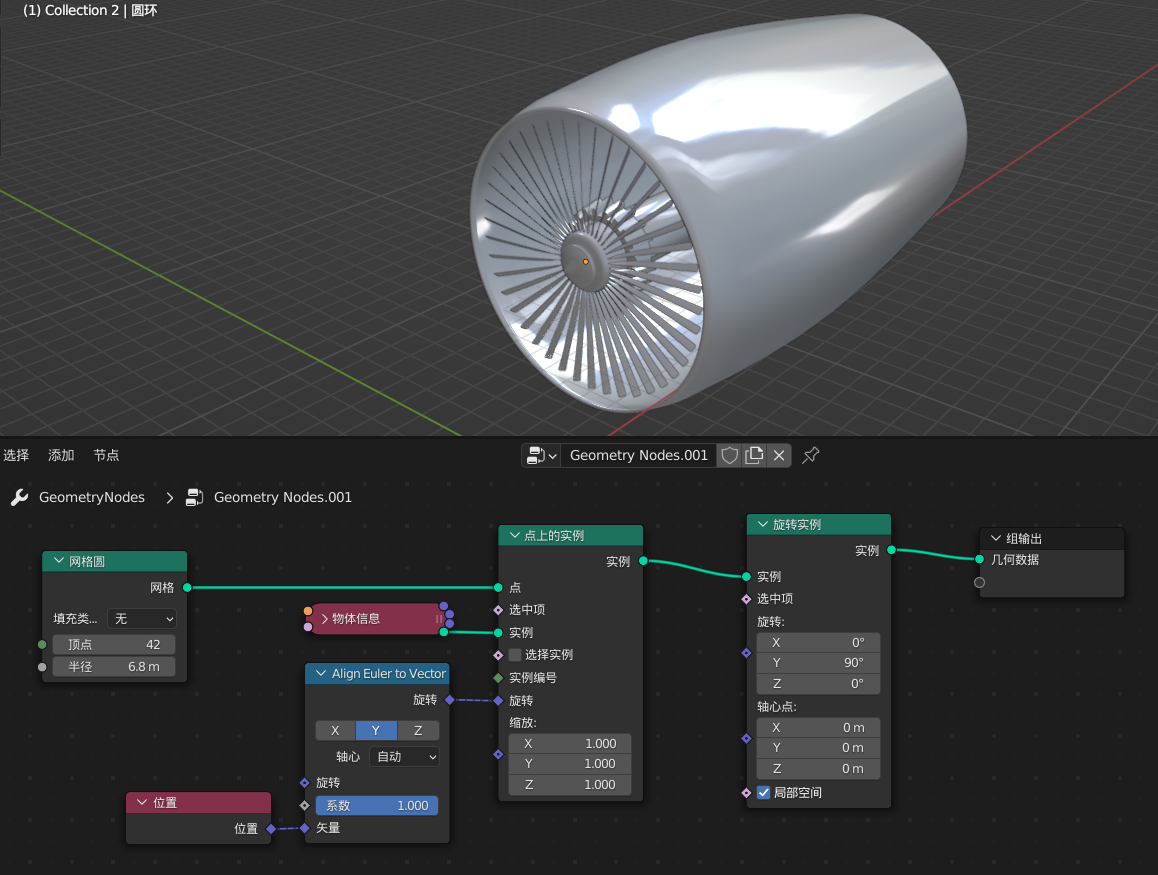 (1) Collection 2 | 圆环
选择 添加 节点
Geometry Nodes.001
GeometryNodes > Geometry Nodes.001
网格圆
网格
填充类... 无
顶点 42
半径 6.8 m
物体信息
Align Euler to Vector
旋转
X Y Z
轴心 自动
旋转
系数 1.000
矢量
位置
位置
点上的实例
实例
点
选中项
实例
选择实例
实例编号
旋转
缩放:
X 1.000
Y 1.000
Z 1.000
旋转实例
实例
实例
选中项
旋转:
X 0°
Y 90°
Z 0°
轴心点:
X 0 m
Y 0 m
Z 0 m
局部空间
组输出
几何数据